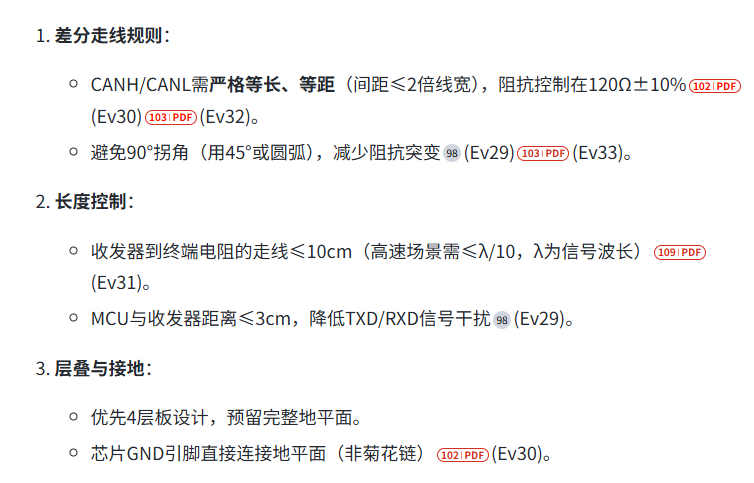 1. 差分走线规则：
CANH/CANL需严格等长、等距（间距≤2倍线宽），阻抗控制在120Ω±10% 102 | PDF
(Ev30) 103 | PDF (Ev32)。
避免90°拐角（用45°或圆弧），减少阻抗突变 98 (Ev29) 103 | PDF (Ev33)。
2. 长度控制：
收发器到终端电阻的走线≤10cm（高速场景需≤λ/10，λ为信号波长） 109 | PDF
(Ev31)。
MCU与收发器距离≤3cm，降低TXD/RXD信号干扰 98 (Ev29)。
3. 层叠与接地：
优先4层板设计，预留完整地平面。
芯片GND引脚直接连接地平面（非菊花链） 102 | PDF (Ev30)。